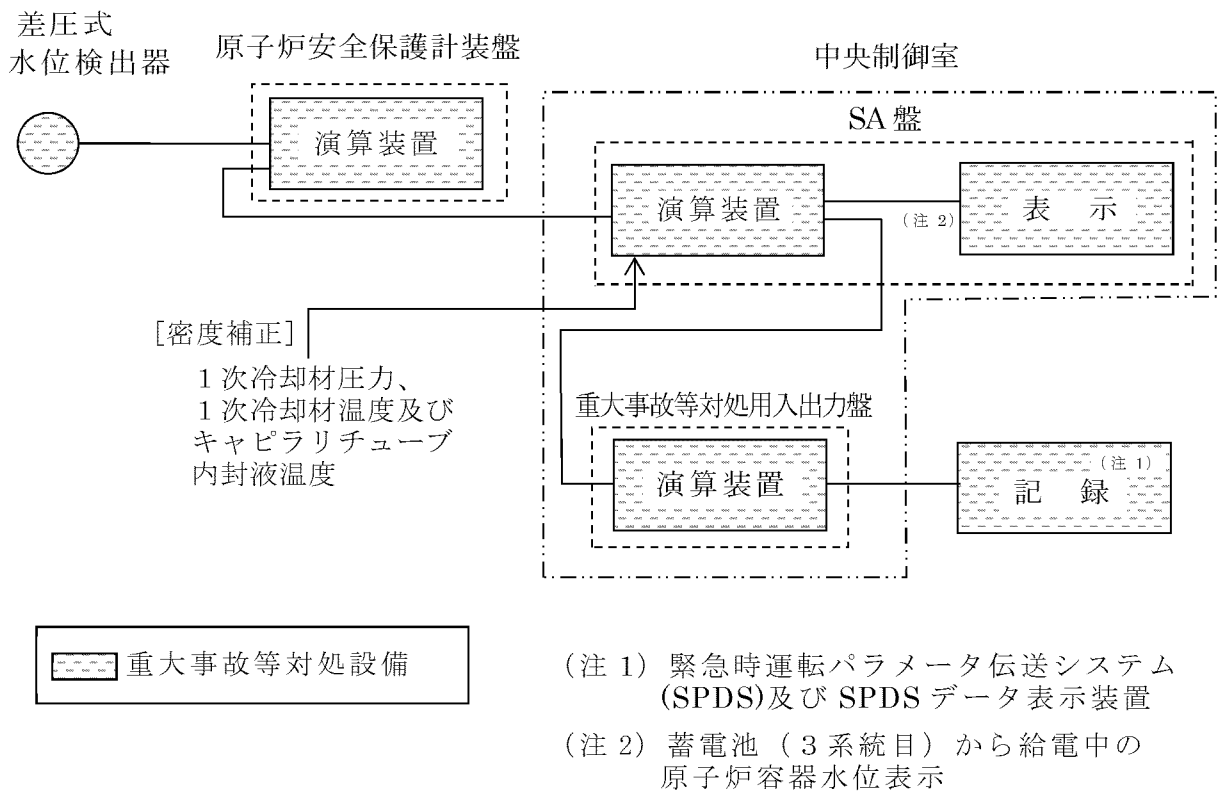 差圧式
水位検出器
原子炉安全保護計装盤
中央制御室
SA盤
演算装置
演算装置
(注 2)
表 示
[密度補正]
1次冷却材圧力、
1次冷却材温度及び
キャピラリチューブ
内封液温度
重大事故等対処用入出力盤
演算装置
(注 1)
記 録
重大事故等対処設備
(注 1) 緊急時運転パラメータ伝送システム
(SPDS)及び SPDS データ表示装置
(注 2) 蓄電池（３系統目）から給電中の
原子炉容器水位表示